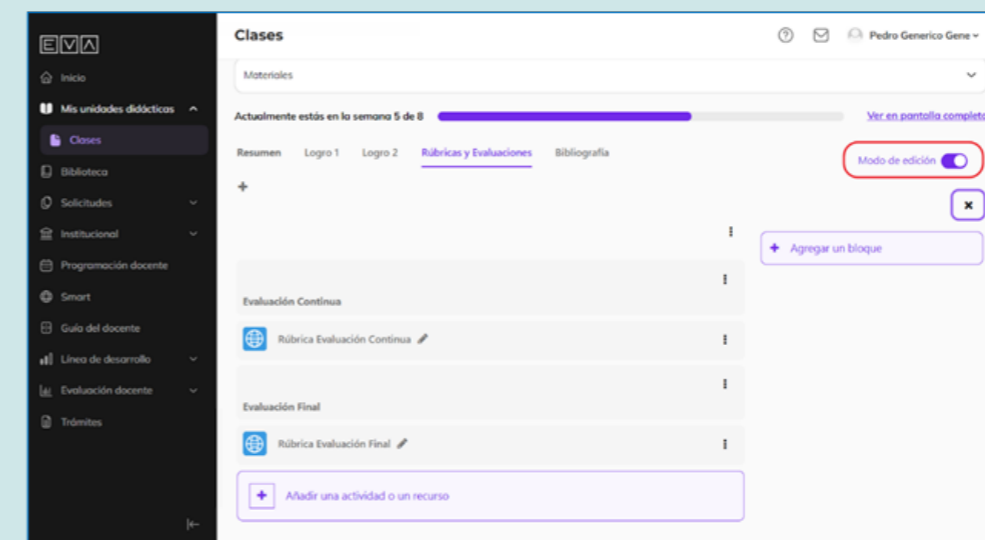 EVA
Inicio
Mis unidades didácticas
Clases
Biblioteca
Solicitudes
Institucional
Programación docente
Smart
Guía del docente
Línea de desarrollo
Evaluación docente
Trámites
Clases
Pedro Generico Gene
Materiales
Actualmente estás en la semana 5 de 8
Ver en pantalla completa
Resumen Logro 1 Logro 2 Rúbricas y Evaluaciones Bibliografía
Modo de edición
+ Agregar un bloque
Evaluación Continua
Rúbrica Evaluación Continua
Evaluación Final
Rúbrica Evaluación Final
+ Añadir una actividad o un recurso